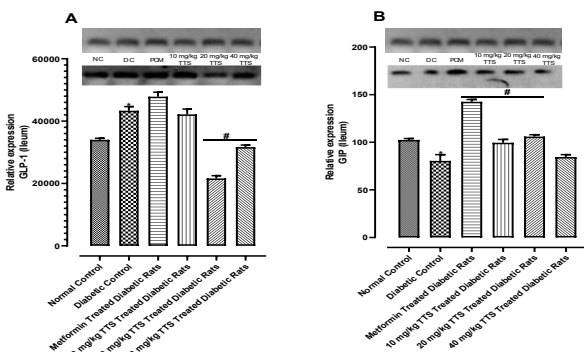 A
NC DC PCM 10 mg/kg TTS 20 mg/kg TTS 40 mg/kg TTS
Relative expression
GLP-1 (Ileum)
60000
40000
20000
0
*
#
Normal Control
Diabetic Control
Metformin Treated Diabetic Rats
mg/kg TTS Treated Diabetic Rats
mg/kg TTS Treated Diabetic Rats
mg/kg TTS Treated Diabetic Rats
B
NC DC PCM 10 mg/kg TTS 20 mg/kg TTS 40 mg/kg TTS
Relative expression
GIP (Ileum)
200
150
100
50
0
*
#
Normal Control
Diabetic Control
Metformin Treated Diabetic Rats
10 mg/kg TTS Treated Diabetic Rats
20 mg/kg TTS Treated Diabetic Rats
40 mg/kg TTS Treated Diabetic Rats